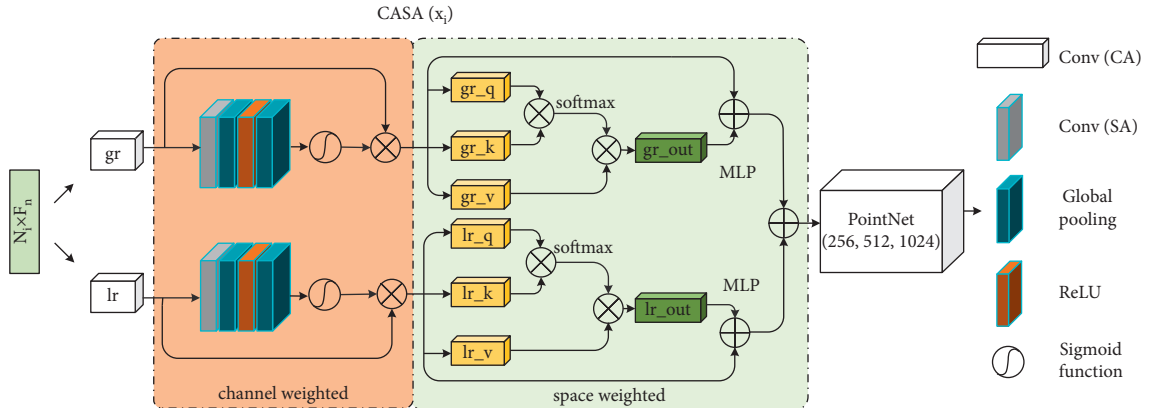 CASA (x_i)
N_i×F_n
gr
lr
channel weighted
gr_q
gr_k
gr_v
softmax
gr_out
MLP
lr_q
lr_k
lr_v
softmax
lr_out
MLP
space weighted
PointNet
(256, 512, 1024)
Conv (CA)
Conv (SA)
Global
pooling
ReLU
Sigmoid
function